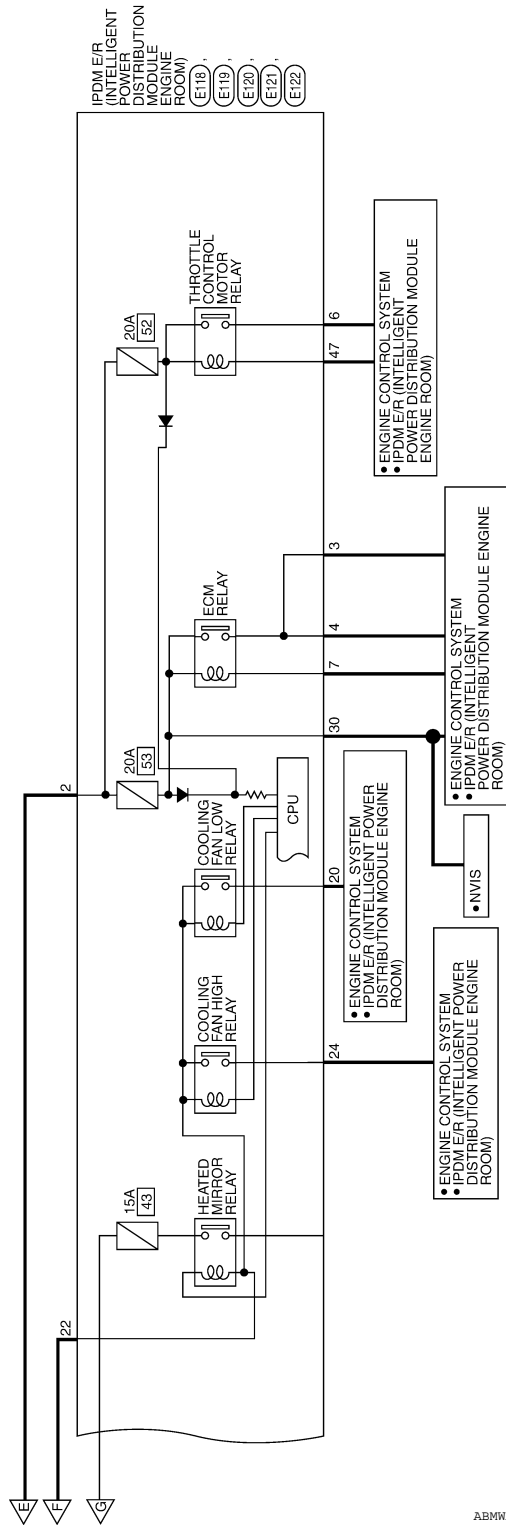 E
F
G
22
2
IPDM E/R
(INTELLIGENT
POWER
DISTRIBUTION
MODULE
ENGINE
ROOM)
E118 ,
E119 ,
E120 ,
E121 ,
E122
15A
43
HEATED
MIRROR
RELAY
COOLING
FAN HIGH
RELAY
COOLING
FAN LOW
RELAY
20A
53
CPU
ECM
RELAY
20A
52
THROTTLE
CONTROL
MOTOR
RELAY
24
20
30
7
4
3
47
6
• ENGINE CONTROL SYSTEM
• IPDM E/R (INTELLIGENT POWER
DISTRIBUTION MODULE ENGINE
ROOM)
• ENGINE CONTROL SYSTEM
• IPDM E/R (INTELLIGENT POWER
DISTRIBUTION MODULE ENGINE
ROOM)
• NVIS
• ENGINE CONTROL SYSTEM
• IPDM E/R (INTELLIGENT
POWER DISTRIBUTION MODULE ENGINE
ROOM)
• ENGINE CONTROL SYSTEM
• IPDM E/R (INTELLIGENT
POWER DISTRIBUTION MODULE
ENGINE ROOM)
ABMW